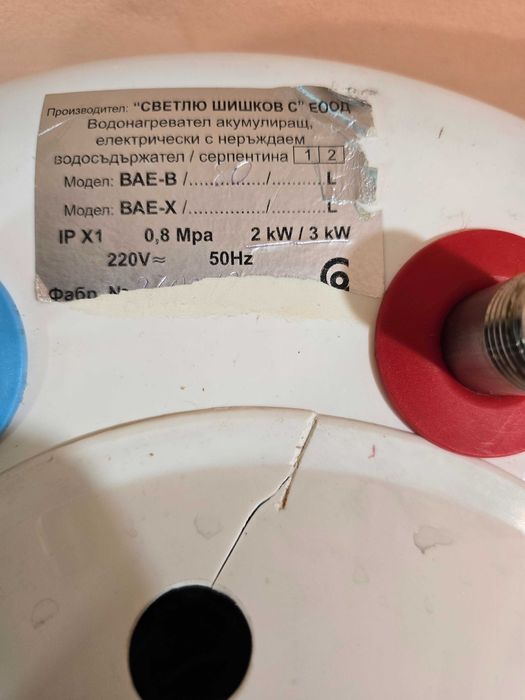 Производител: "СВЕТЛЮ ШИШКОВ С" ЕООД
Водонагревател акумулиращ,
електрически с неръждаем
водосъдържател / серпентина 1 2
Модел: BAE-B /............../..........L
Модел: BAE-X /............../..........L
IP X1 0,8 Mpa 2 kW / 3 kW
220V≂ 50Hz
Фабр. №